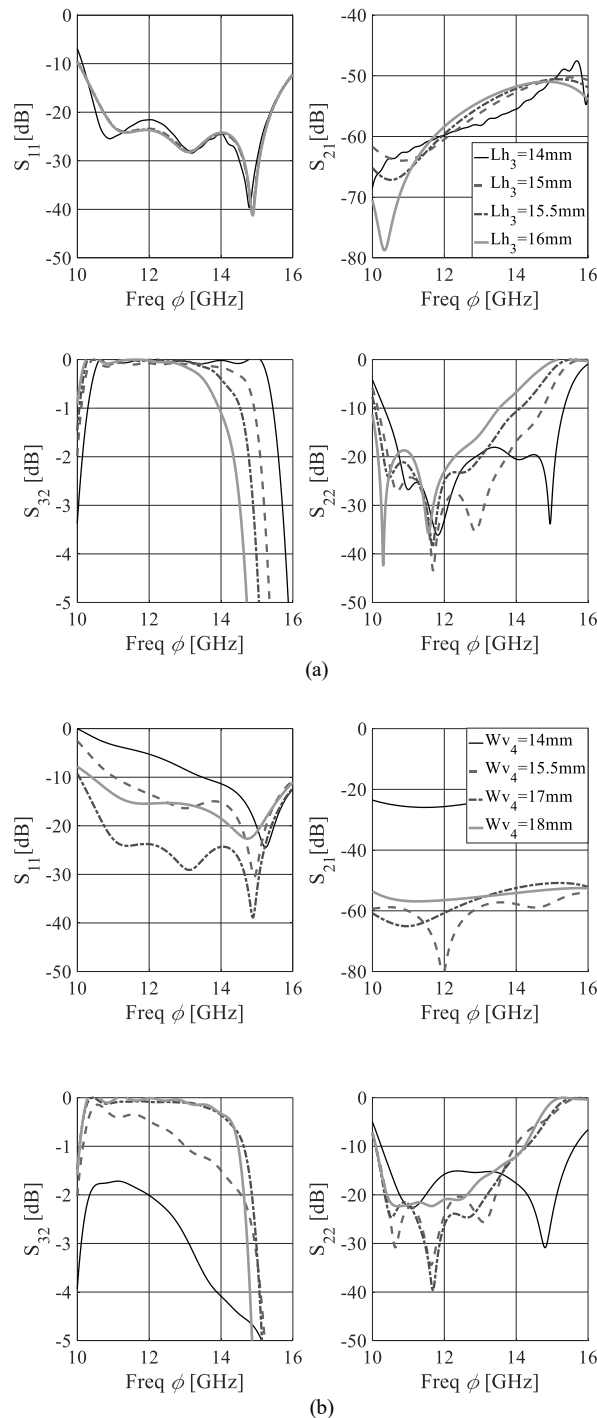 0
-10
-20
-30
-40
-50
S11 [dB]
10 12 14 16
Freq ϕ [GHz]
-40
-50
-60
-70
-80
S21 [dB]
Lh3=14mm
Lh3=15mm
Lh3=15.5mm
Lh3=16mm
10 12 14 16
Freq ϕ [GHz]
0
-1
-2
-3
-4
-5
S32 [dB]
10 12 14 16
Freq ϕ [GHz]
0
-10
-20
-30
-40
-50
S22 [dB]
10 12 14 16
Freq ϕ [GHz]
(a)
0
-10
-20
-30
-40
-50
S11 [dB]
10 12 14 16
Freq ϕ [GHz]
0
-20
-40
-60
-80
S21 [dB]
Wv4=14mm
Wv4=15.5mm
Wv4=17mm
Wv4=18mm
10 12 14 16
Freq ϕ [GHz]
0
-1
-2
-3
-4
-5
S32 [dB]
10 12 14 16
Freq ϕ [GHz]
0
-10
-20
-30
-40
-50
S22 [dB]
10 12 14 16
Freq ϕ [GHz]
(b)